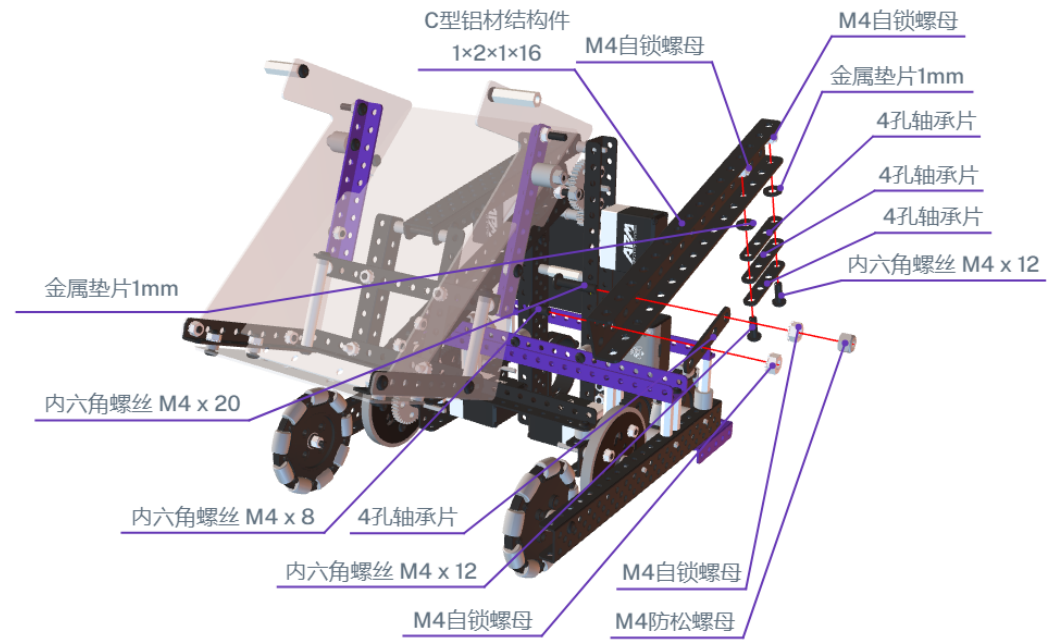 C型铝材结构件
1×2×1×16
M4自锁螺母
M4自锁螺母
金属垫片1mm
4孔轴承片
4孔轴承片
4孔轴承片
内六角螺丝 M4 x 12
金属垫片1mm
内六角螺丝 M4 x 20
内六角螺丝 M4 x 8
4孔轴承片
内六角螺丝 M4 x 12
M4自锁螺母
M4自锁螺母
M4防松螺母